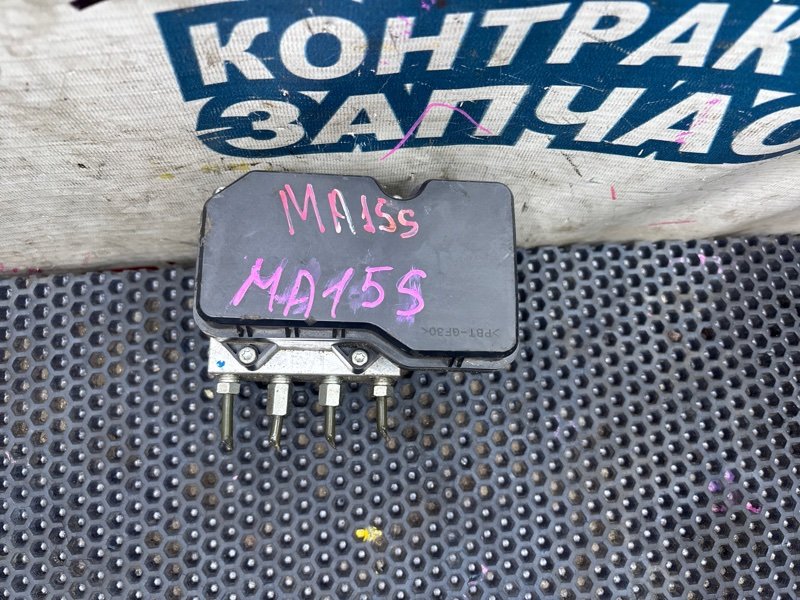 КОНТРАК
ЗАПЧАС
MA15S
MA15S
>PBT-GF30<